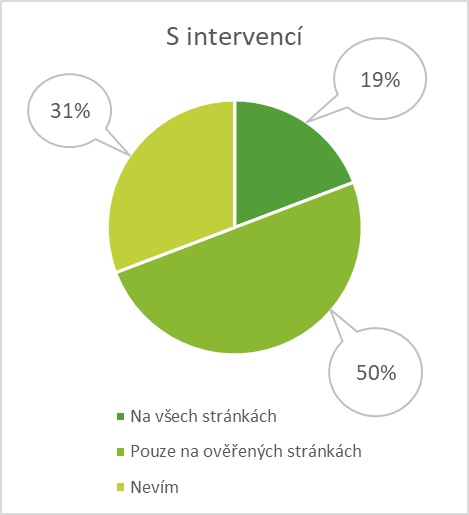 S intervencí
19%
31%
50%
Na všech stránkách
Pouze na ověřených stránkách
Nevím